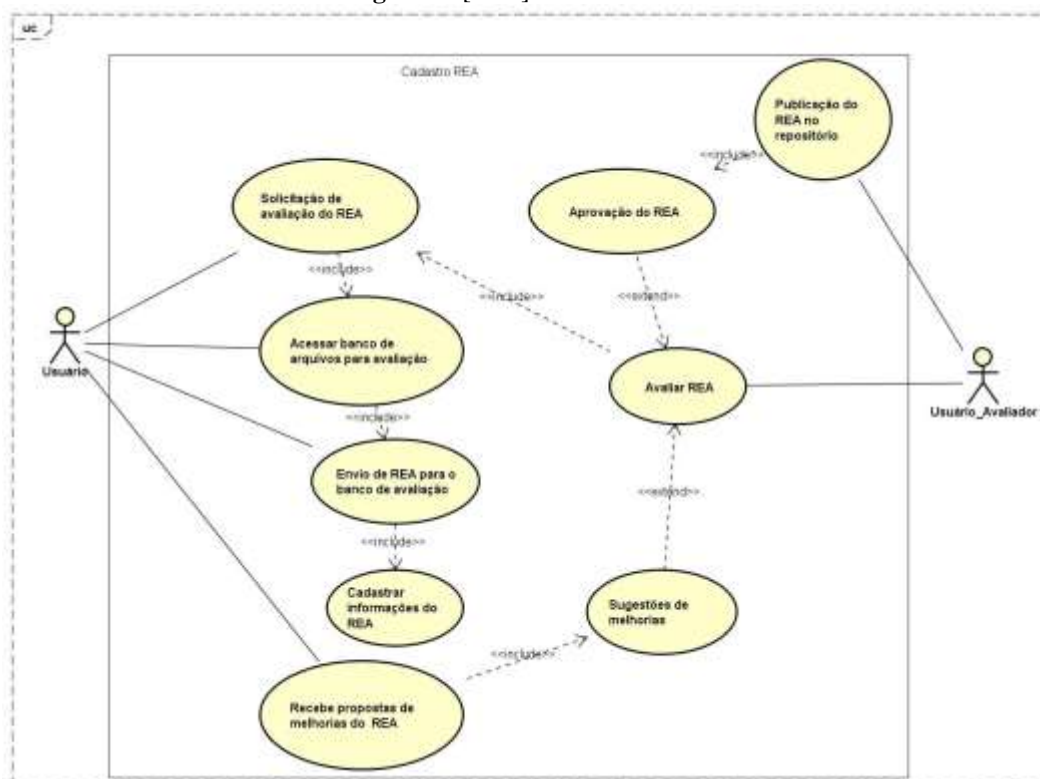 uc
Cadastro REA
Publicação do
REA no
repositório
<<include>>
Solicitação de
avaliação do REA
Aprovação do REA
<<include>>
<<include>>
<<extend>>
Acessar banco de
arquivos para avaliação
Usuário
Avaliar REA
Usuário_Avaliador
<<include>>
Envio de REA para o
banco de avaliação
<<extend>>
<<include>>
Cadastrar
informações do
REA
Sugestões de
melhorias
<<include>>
Recebe propostas de
melhorias do REA